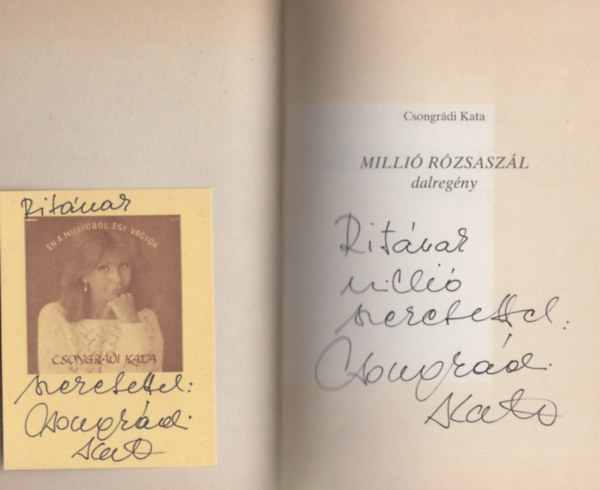 Ritának
ÉN A MILLIÓBÓL EGY VAGYOK
CSONGRÁDI KATA
szeretettel:
Csongrádi
Kata
Csongrádi Kata
MILLIÓ RÓZSASZÁL
dalregény
Ritának
millió
szeretettel:
Csongrádi
Kata